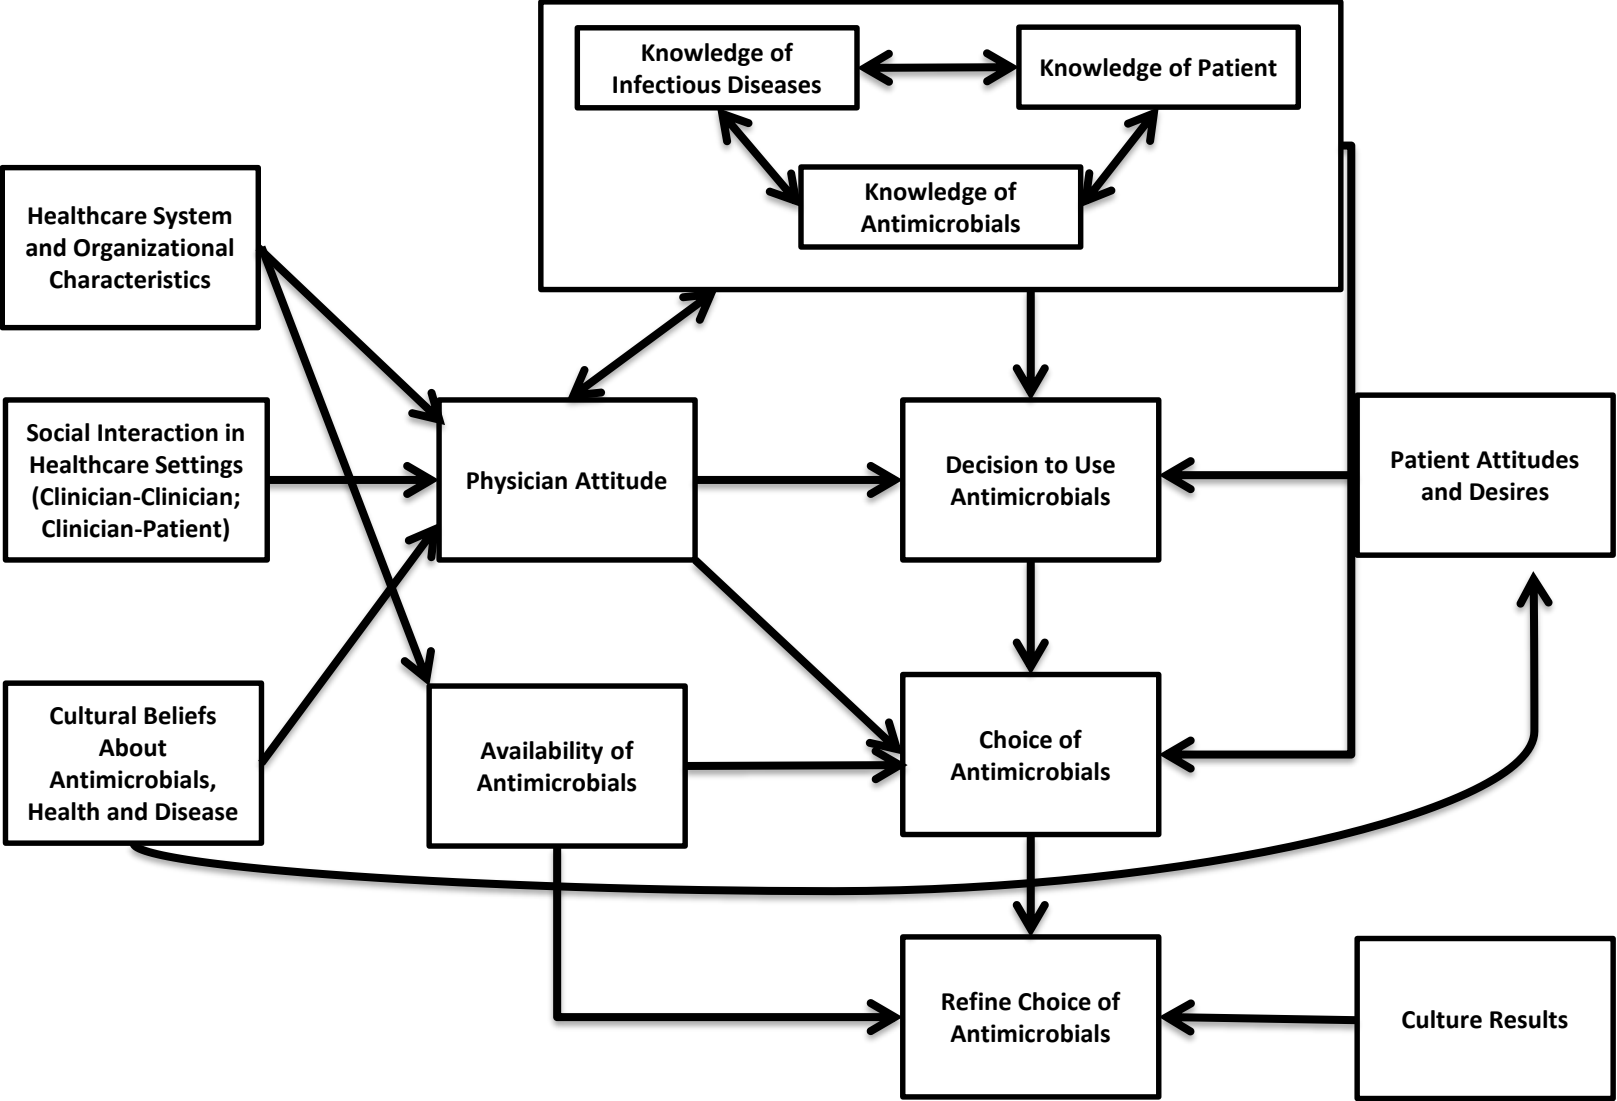 Knowledge of
Infectious Diseases
Knowledge of Patient
Knowledge of
Antimicrobials
Healthcare System
and Organizational
Characteristics
Social Interaction in
Healthcare Settings
(Clinician-Clinician;
Clinician-Patient)
Physician Attitude
Decision to Use
Antimicrobials
Patient Attitudes
and Desires
Cultural Beliefs
About
Antimicrobials,
Health and Disease
Availability of
Antimicrobials
Choice of
Antimicrobials
Refine Choice of
Antimicrobials
Culture Results